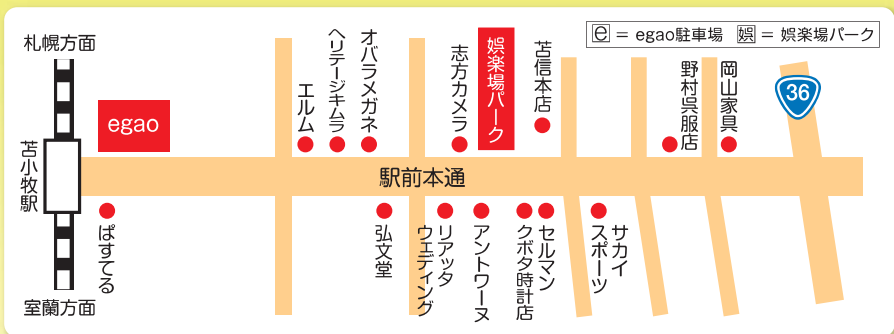 札幌方面
苫小牧駅
室蘭方面
egao
ぱすてる
エルム
ヘリテージキムラ
オバラメガネ
志方カメラ
娯楽場パーク
苫信本店
e = egao駐車場 娯 = 娯楽場パーク
野村呉服店
岡山家具
36
駅前本通
弘文堂
リアッタ
ウェディング
アントワーヌ
クボタ時計店
セルマン
サカイ
スポーツ